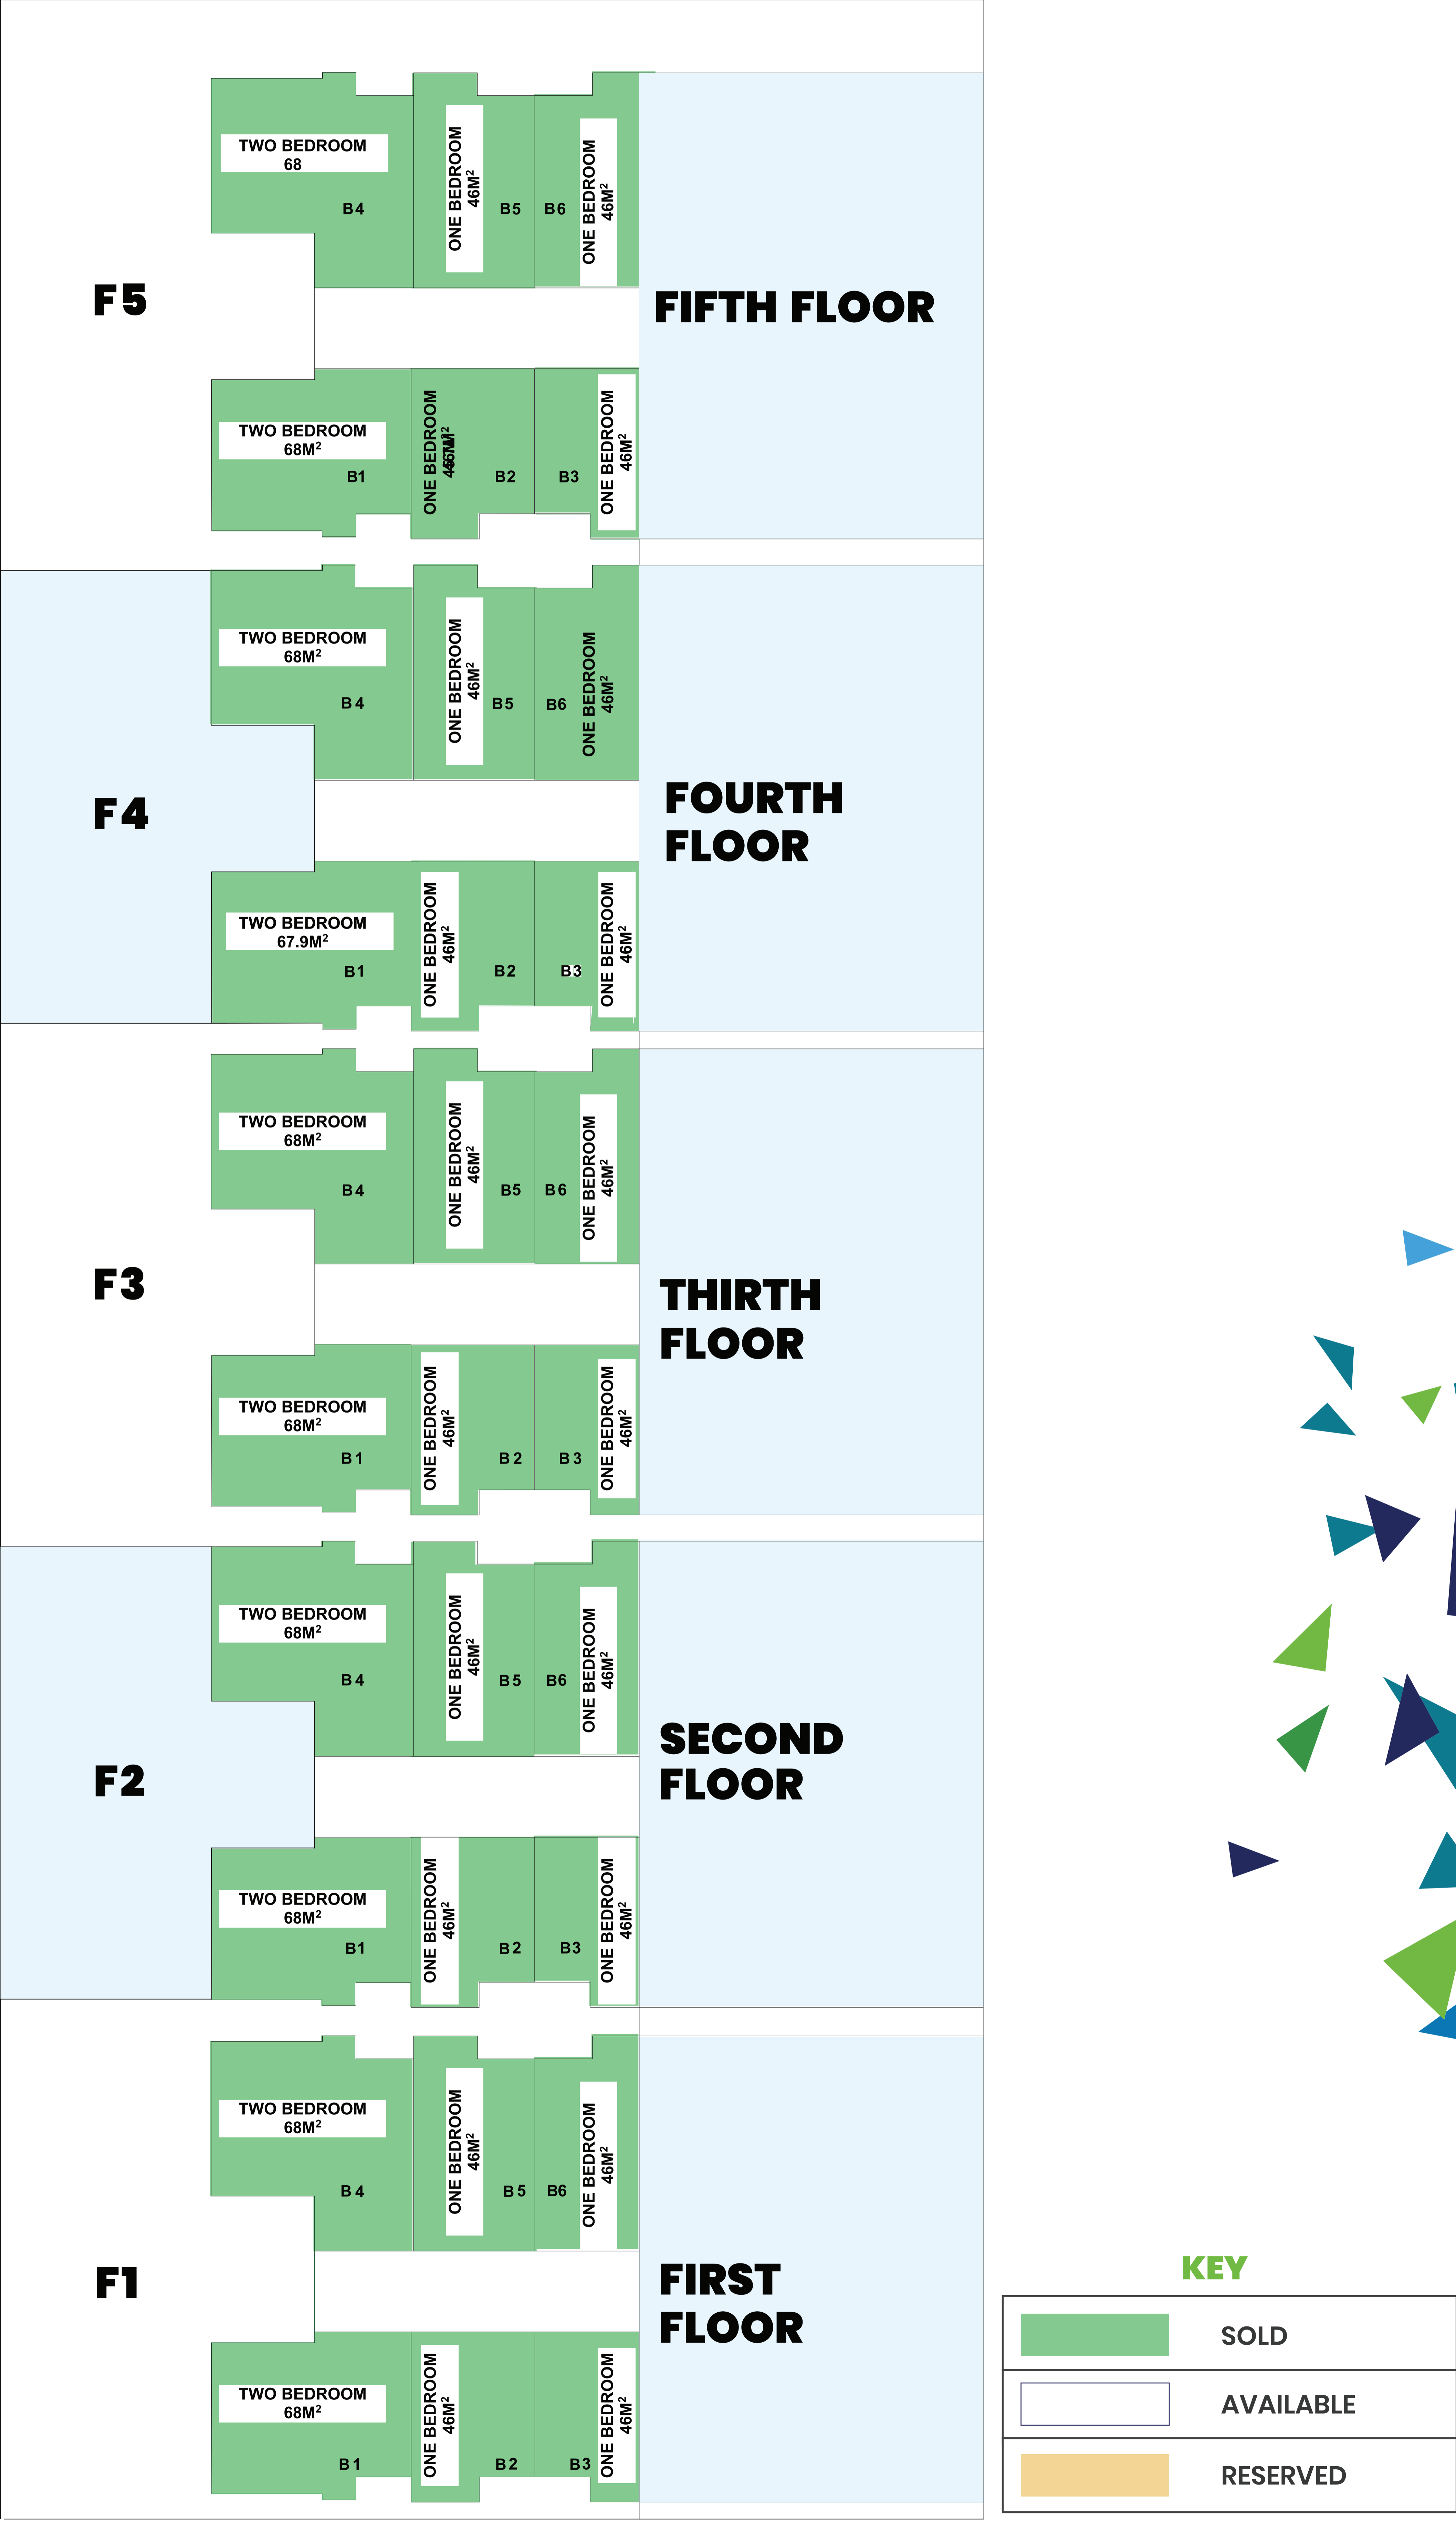 TWO BEDROOM
68
B4
ONE BEDROOM
46M²
B5
B6
ONE BEDROOM
46M²
F5
FIFTH FLOOR
TWO BEDROOM
68M²
B1
ONE BEDROOM
B2
B3
ONE BEDROOM
46M²
TWO BEDROOM
68M²
B4
ONE BEDROOM
46M²
B5
B6
ONE BEDROOM
46M²
F4
FOURTH
FLOOR
TWO BEDROOM
67.9M²
B1
ONE BEDROOM
46M²
B2
B3
ONE BEDROOM
46M²
TWO BEDROOM
68M²
B4
ONE BEDROOM
46M²
B5
B6
ONE BEDROOM
46M²
F3
THIRTH
FLOOR
TWO BEDROOM
68M²
B1
ONE BEDROOM
46M²
B2
B3
ONE BEDROOM
46M²
TWO BEDROOM
68M²
B4
ONE BEDROOM
46M²
B5
B6
ONE BEDROOM
46M²
F2
SECOND
FLOOR
TWO BEDROOM
68M²
B1
ONE BEDROOM
46M²
B2
B3
ONE BEDROOM
46M²
TWO BEDROOM
68M²
B4
ONE BEDROOM
46M²
B5
B6
ONE BEDROOM
46M²
F1
FIRST
FLOOR
TWO BEDROOM
68M²
B1
ONE BEDROOM
46M²
B2
B3
ONE BEDROOM
46M²
KEY
SOLD
AVAILABLE
RESERVED